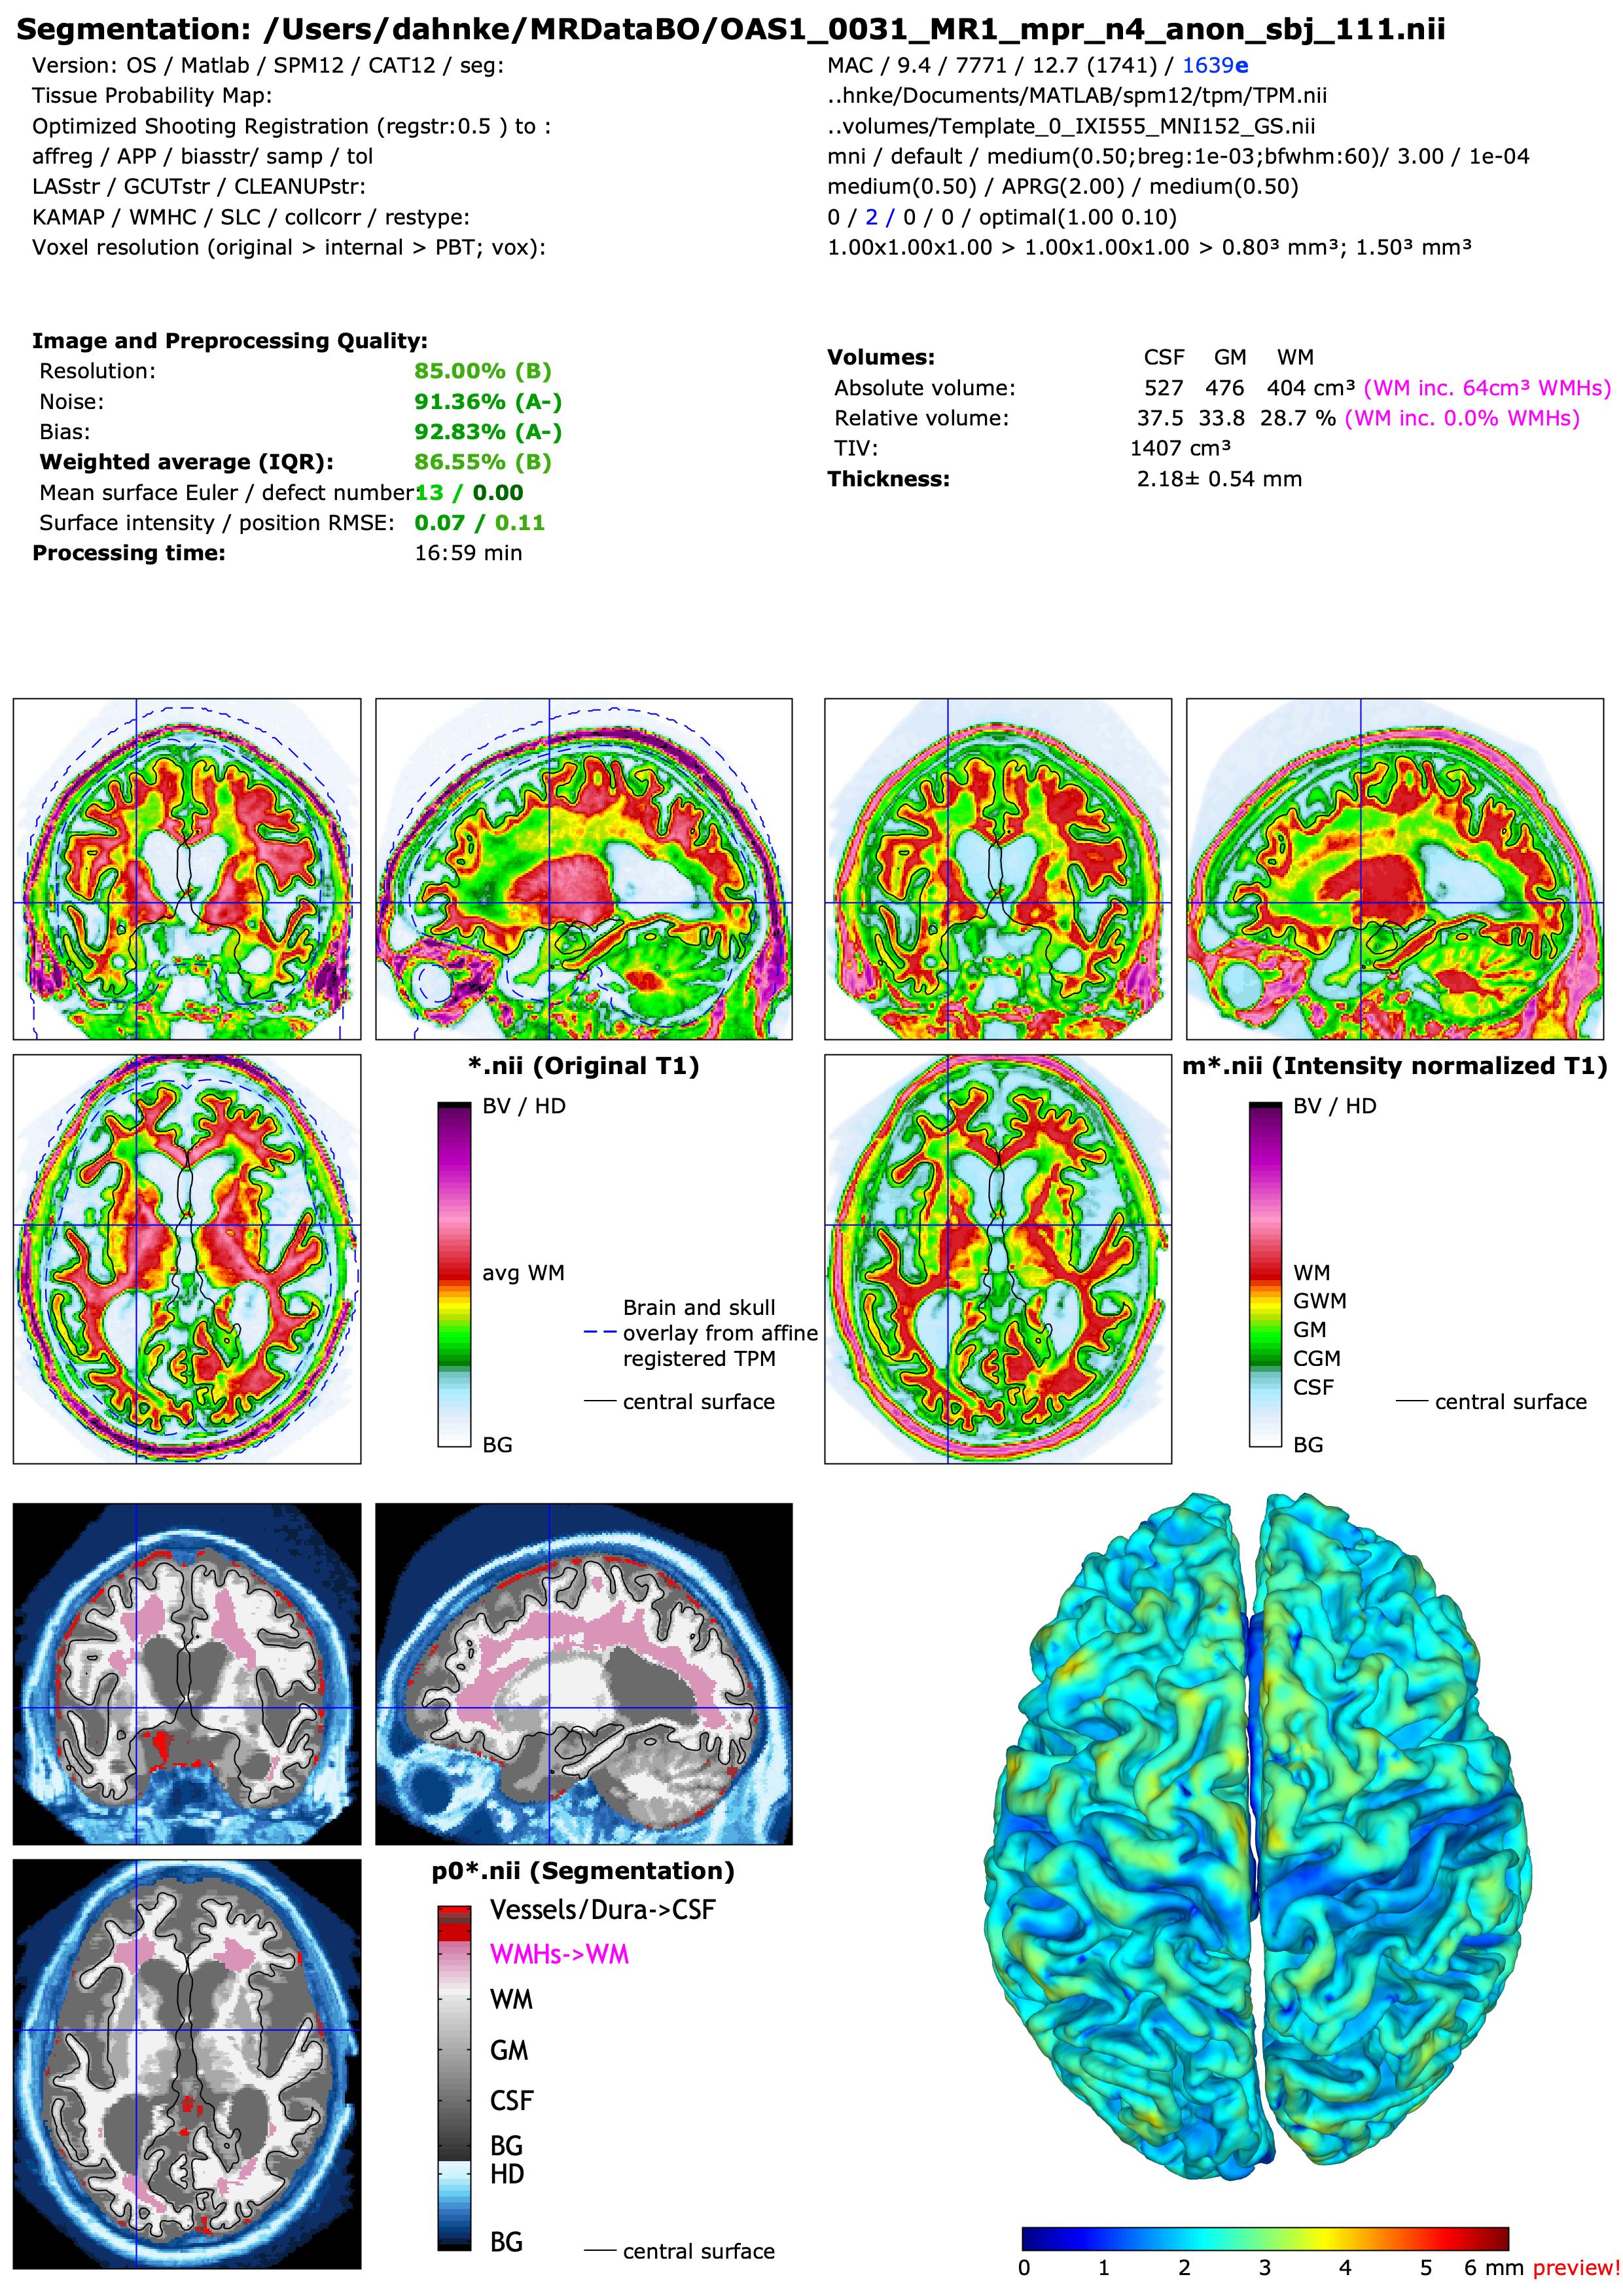 Segmentation: /Users/dahnke/MRDataBO/OAS1_0031_MR1_mpr_n4_anon_sbj_111.nii
Version: OS / Matlab / SPM12 / CAT12 / seg: MAC / 9.4 / 7771 / 12.7 (1741) / 1639e
Tissue Probability Map: ..hnke/Documents/MATLAB/spm12/tpm/TPM.nii
Optimized Shooting Registration (regstr:0.5 ) to : ..volumes/Template_0_IXI555_MNI152_GS.nii
affreg / APP / biasstr/ samp / tol mni / default / medium(0.50;breg:1e-03;bfwhm:60)/ 3.00 / 1e-04
LASstr / GCUTstr / CLEANUPstr: medium(0.50) / APRG(2.00) / medium(0.50)
KAMAP / WMHC / SLC / collcorr / restype: 0 / 2 / 0 / 0 / optimal(1.00 0.10)
Voxel resolution (original > internal > PBT; vox): 1.00x1.00x1.00 > 1.00x1.00x1.00 > 0.80³ mm³; 1.50³ mm³
Image and Preprocessing Quality:
Resolution: 85.00% (B)
Noise: 91.36% (A-)
Bias: 92.83% (A-)
Weighted average (IQR): 86.55% (B)
Mean surface Euler / defect number: 13 / 0.00
Surface intensity / position RMSE: 0.07 / 0.11
Processing time: 16:59 min
Volumes: CSF GM WM
Absolute volume: 527 476 404 cm³ (WM inc. 64cm³ WMHs)
Relative volume: 37.5 33.8 28.7 % (WM inc. 0.0% WMHs)
TIV: 1407 cm³
Thickness: 2.18± 0.54 mm
*.nii (Original T1)
BV / HD
avg WM
Brain and skull
overlay from affine
registered TPM
central surface
BG
m*.nii (Intensity normalized T1)
BV / HD
WM
GWM
GM
CGM
CSF
central surface
BG
p0*.nii (Segmentation)
Vessels/Dura->CSF
WMHs->WM
WM
GM
CSF
BG
HD
BG
central surface
0 1 2 3 4 5 6 mm preview!